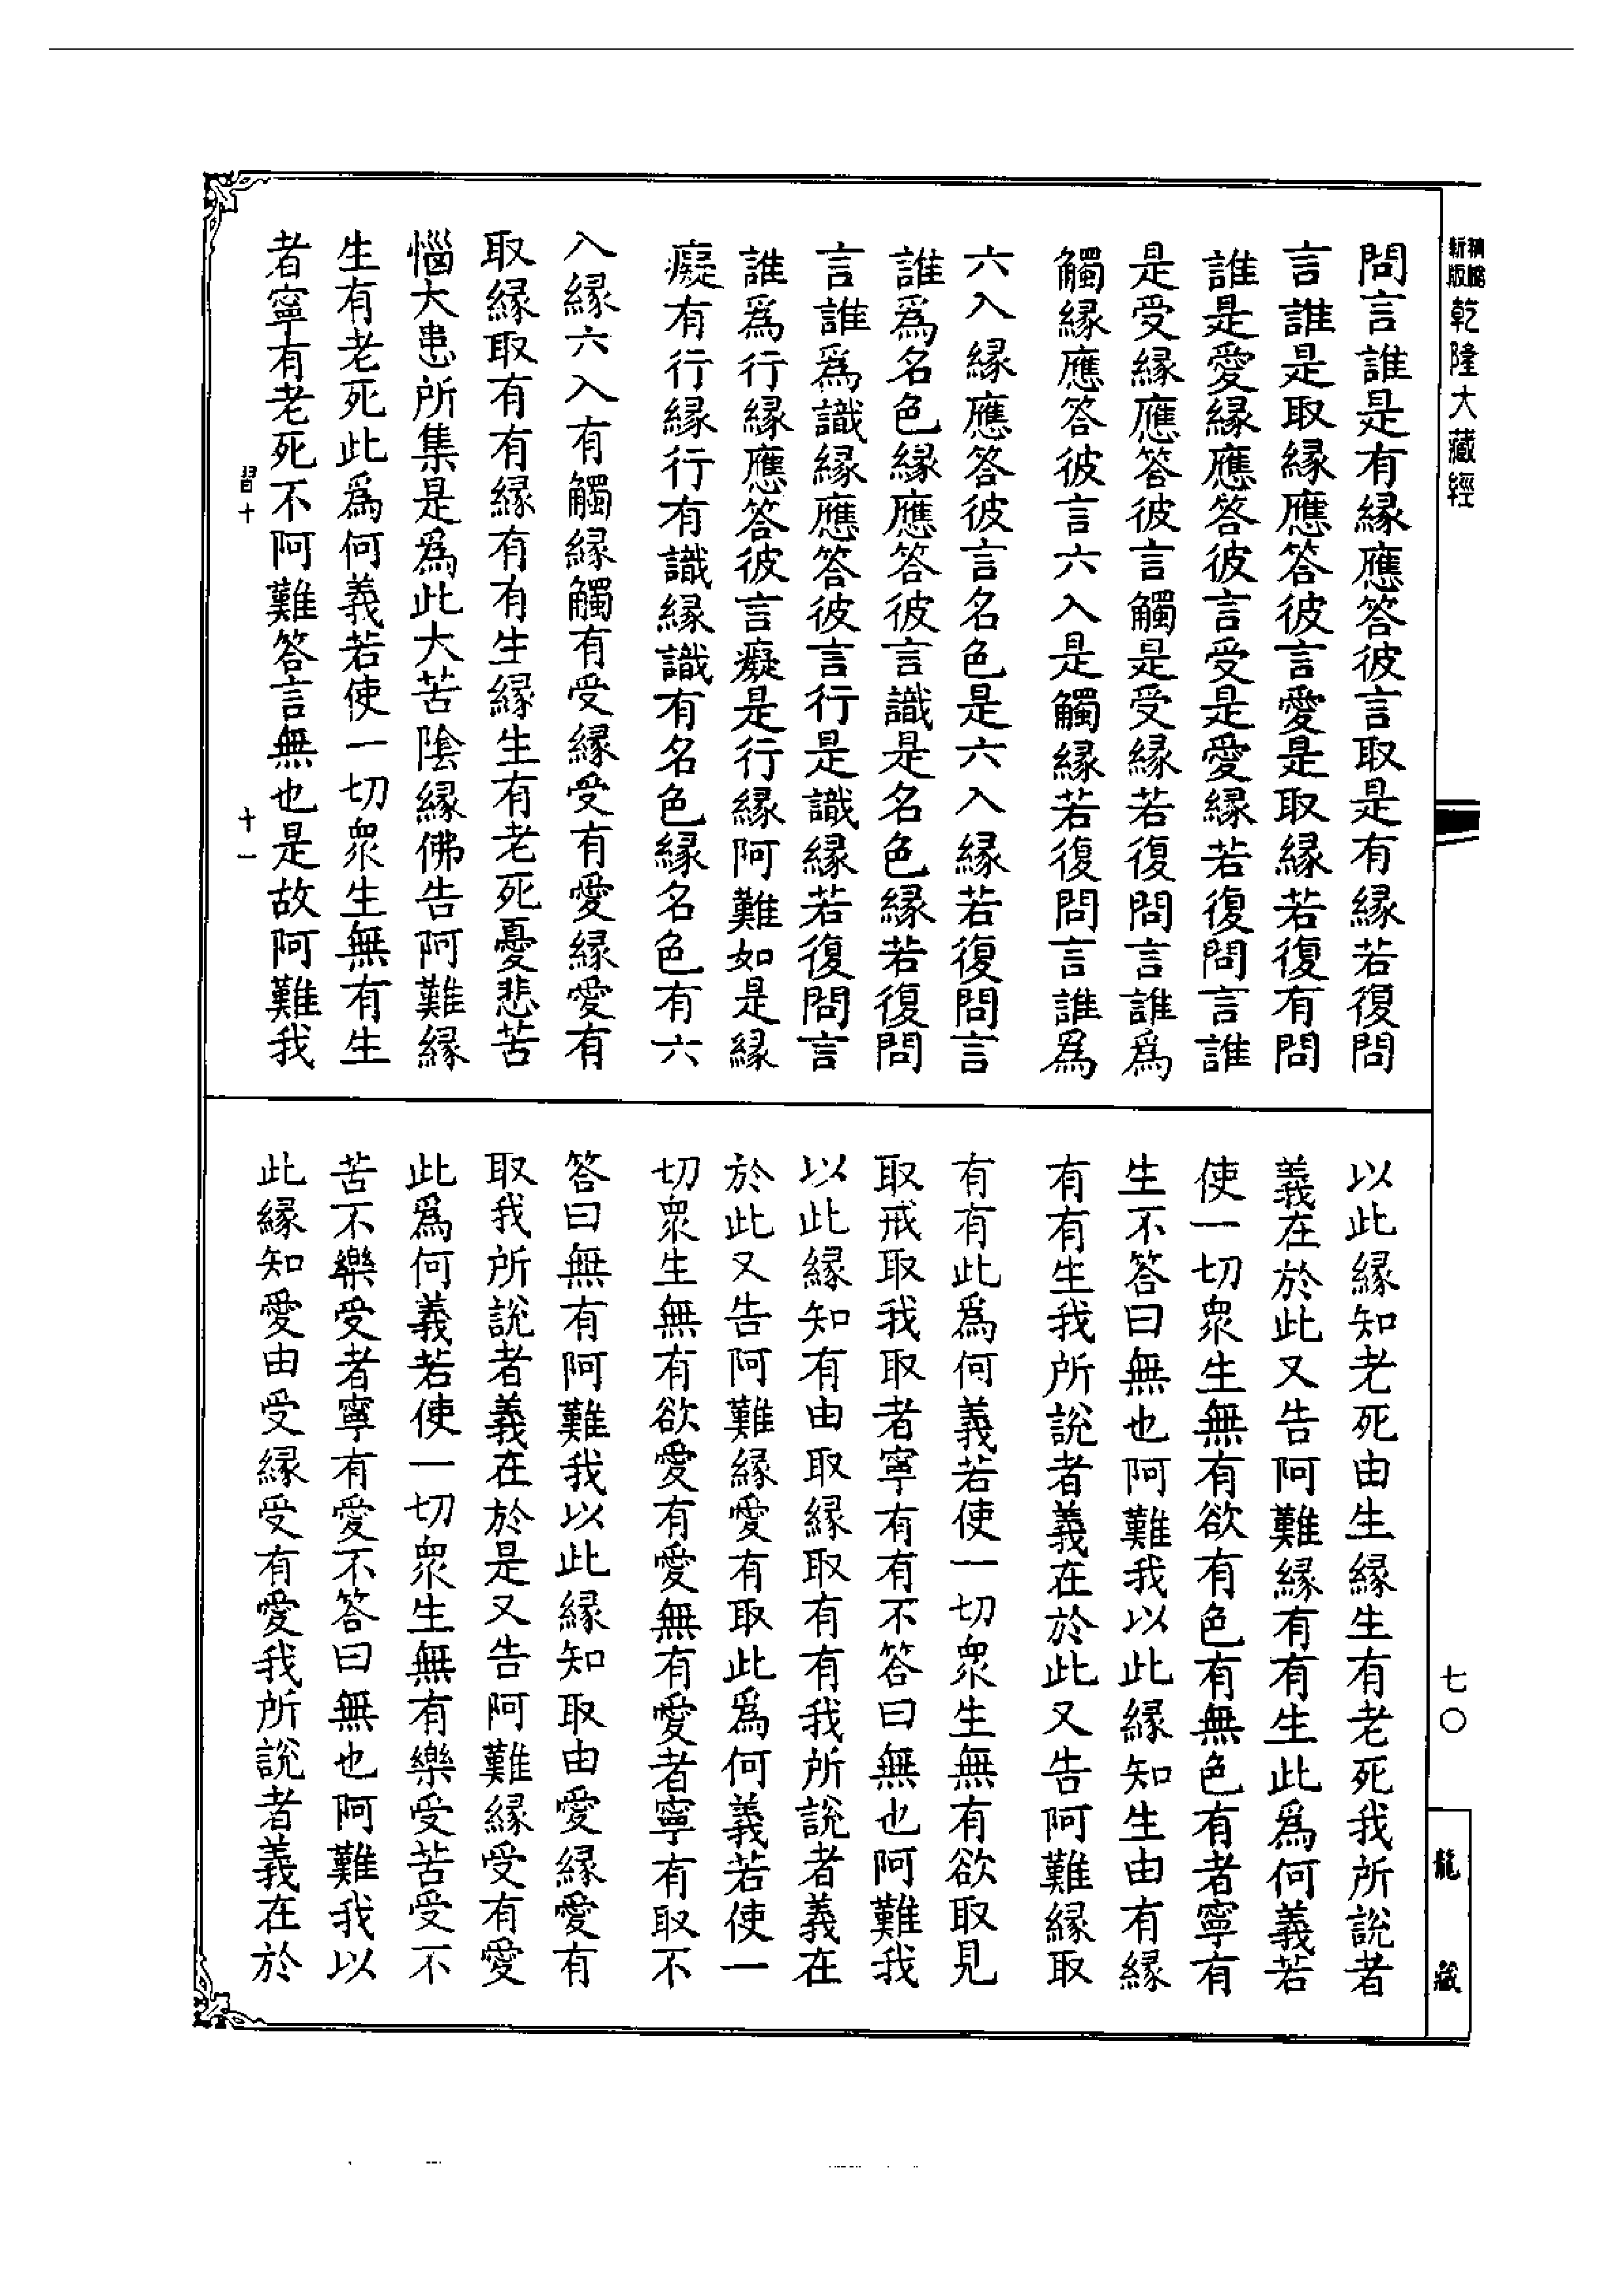 新版
精縮
乾隆大藏經
問言誰是有緣應答彼言取是有緣若復問
言誰是取緣應答彼言愛是取緣若復有問
誰是愛緣應答彼言受是愛緣若復問言誰
是受緣應答彼言觸是受緣若復問言誰爲
觸緣應答彼言六入是觸緣若復問言誰爲
六入緣應答彼言名色是六入緣若復問言
誰爲名色緣應答彼言識是名色緣若復問
言誰爲識緣應答彼言行是識緣若復問言
誰爲行緣應答彼言癡是行緣阿難如是緣
癡有行緣行有識緣識有名色緣名色有六
入緣六入有觸緣觸有受緣受有愛緣愛有
取緣取有有緣有有生緣生有老死憂悲苦
惱大患所集是爲此大苦陰緣佛告阿難緣
生有老死此爲何義若使一切眾生無有生
者寧有老死不阿難答言無也是故阿難我
習十
十一
以此緣知老死由生緣生有老死我所說者
義在於此又告阿難緣有有生此爲何義若
使一切眾生無有欲有色有無色有者寧有
生不答曰無也阿難我以此緣知生由有緣
有有生我所說者義在於此又告阿難緣取
有有此爲何義若使一切眾生無有欲取見
取戒取我取者寧有有不答曰無也阿難我
以此緣知有由取緣取有有我所說者義在
於此又告阿難緣愛有取此爲何義若使一
切眾生無有欲愛有愛無有愛者寧有取不
答曰無有阿難我以此緣知取由愛緣愛有
取我所說者義在於是又告阿難緣受有愛
此爲何義若使一切眾生無有樂受苦受不
苦不樂受者寧有愛不答曰無也阿難我以
此緣知愛由受緣受有愛我所說者義在於
七〇
龍藏